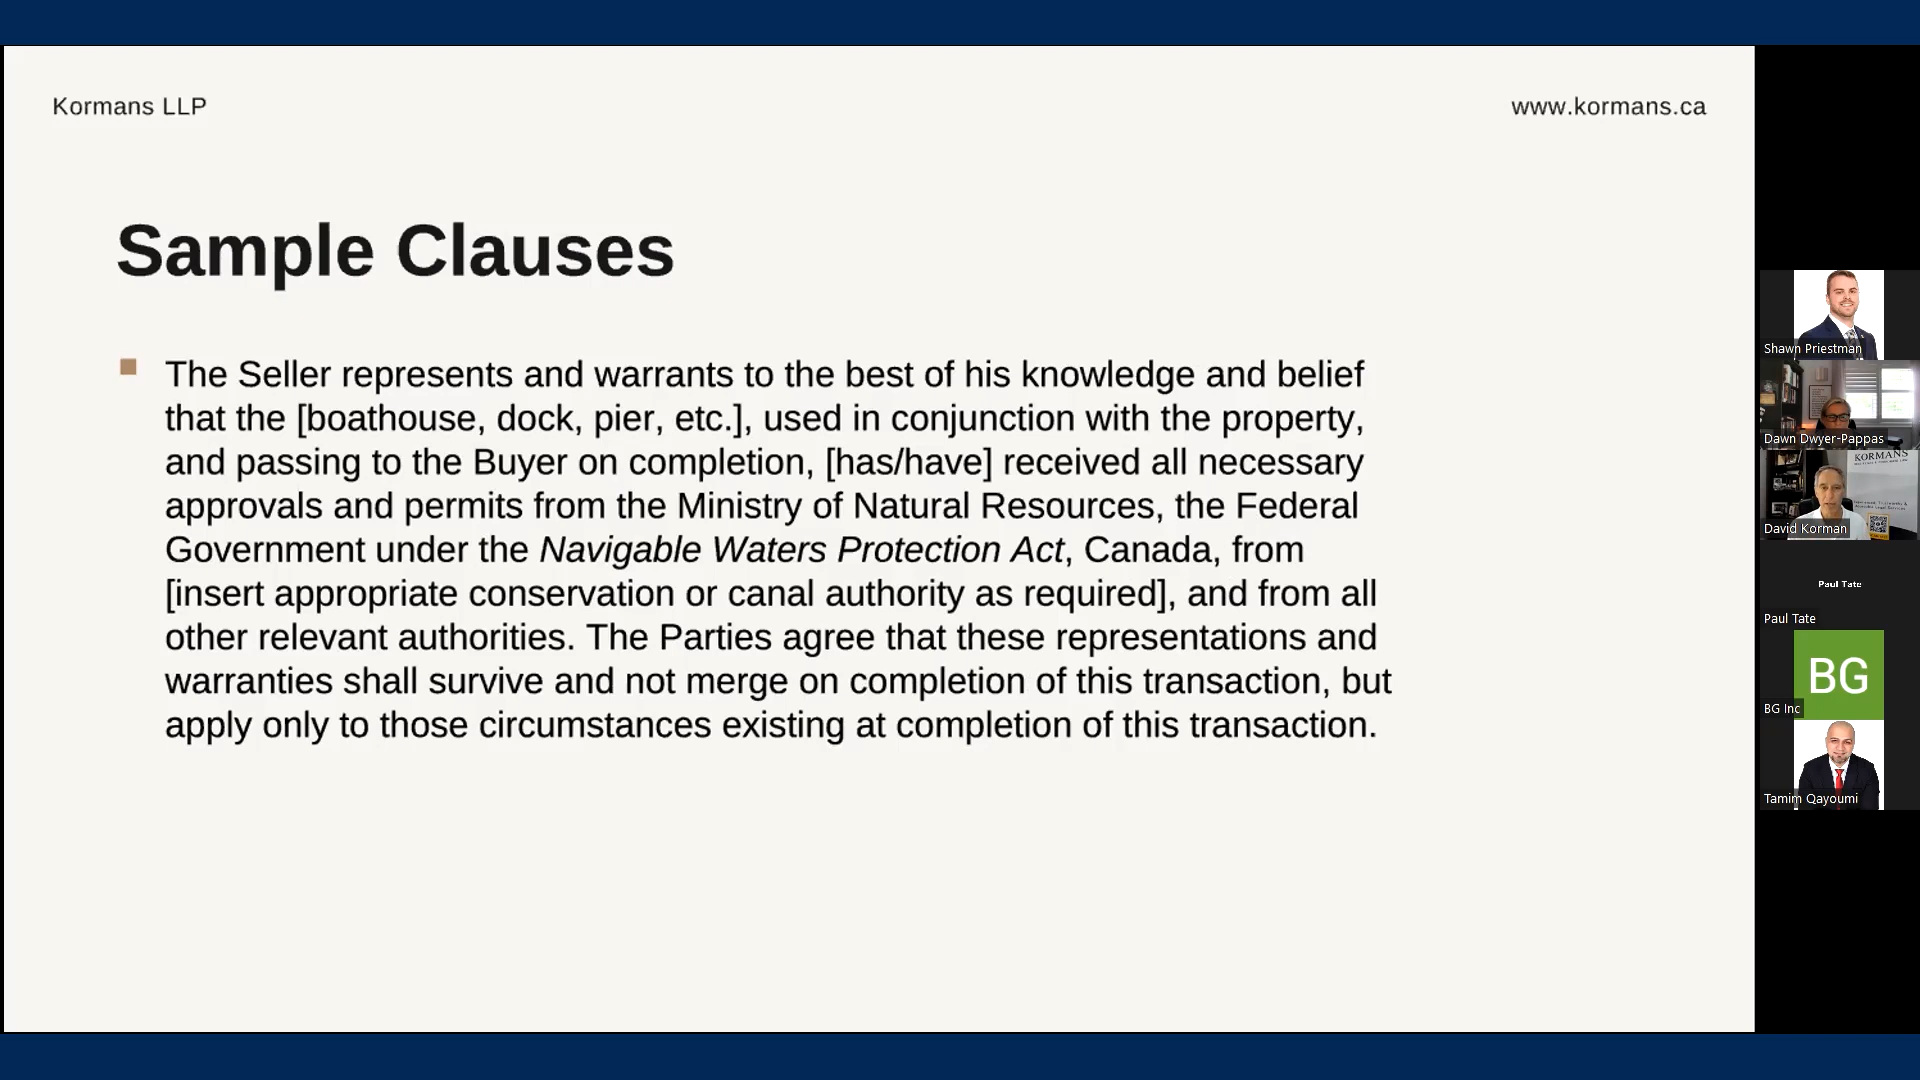 Kormans LLP
www.kormans.ca
Sample Clauses
The Seller represents and warrants to the best of his knowledge and belief
that the [boathouse, dock, pier, etc.], used in conjunction with the property,
and passing to the Buyer on completion, [has/have] received all necessary
approvals and permits from the Ministry of Natural Resources, the Federal
Government under the Navigable Waters Protection Act, Canada, from
[insert appropriate conservation or canal authority as required], and from all
other relevant authorities. The Parties agree that these representations and
warranties shall survive and not merge on completion of this transaction, but
apply only to those circumstances existing at completion of this transaction.
Shawn Priestman
Dawn Dwyer-Pappas
KORMANS
David Korman
Paul Tate
Paul Tate
BG
BG Inc
Tamim Qayoumi